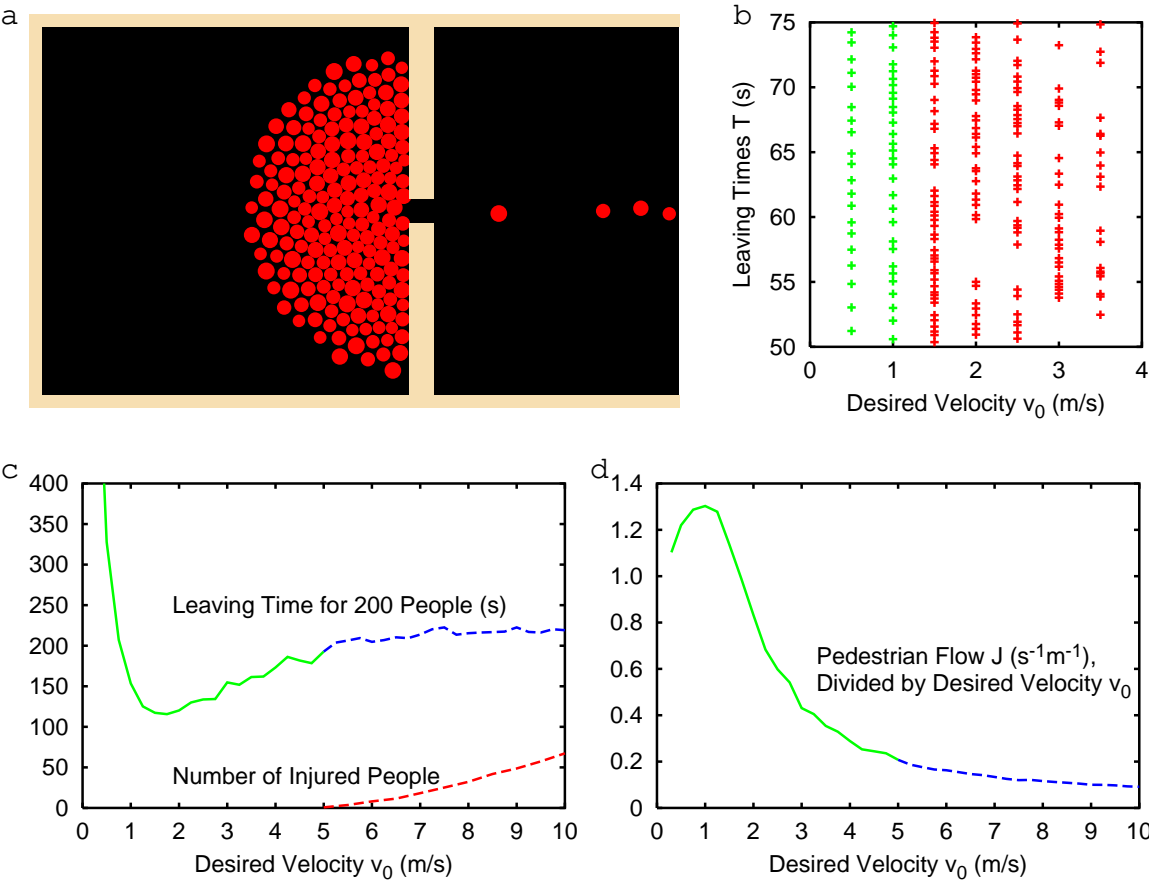 a
b
75
70
65
60
55
50
Leaving Times T (s)
0 1 2 3 4
Desired Velocity v_0 (m/s)
c
400
350
300
250
200
150
100
50
0
Leaving Time for 200 People (s)
Number of Injured People
0 1 2 3 4 5 6 7 8 9 10
Desired Velocity v_0 (m/s)
d
1.4
1.2
1.0
0.8
0.6
0.4
0.2
0
Pedestrian Flow J (s⁻¹m⁻¹),
Divided by Desired Velocity v_0
0 1 2 3 4 5 6 7 8 9 10
Desired Velocity v_0 (m/s)